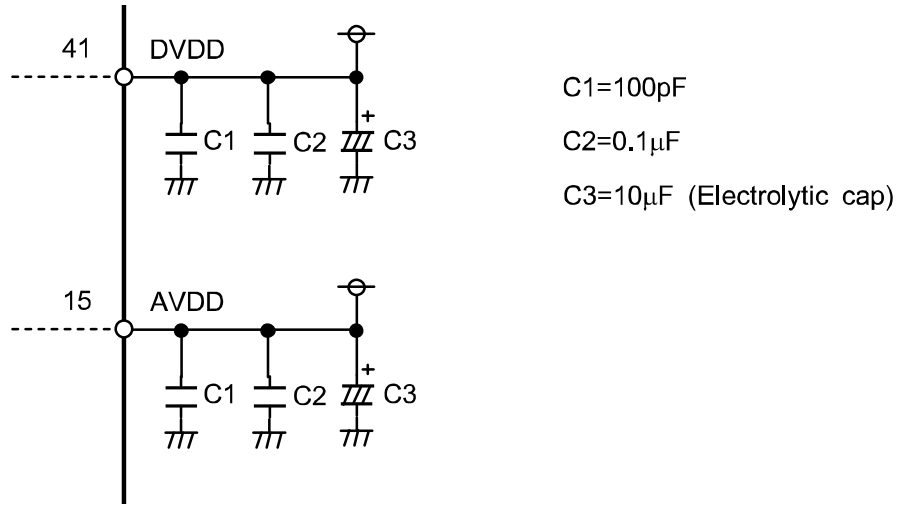 41 DVDD
C1=100pF
+
C1 C2 C3
C2=0.1μF
C3=10μF (Electrolytic cap)
15 AVDD
+
C1 C2 C3